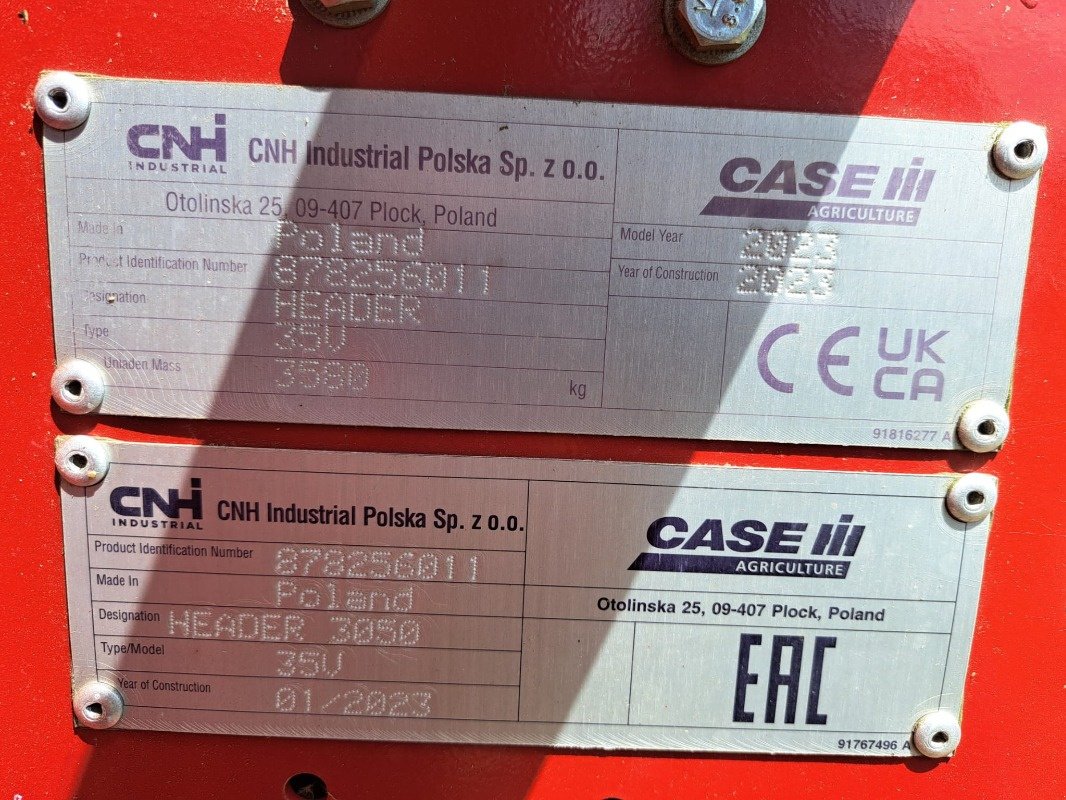 CNH INDUSTRIAL CNH Industrial Polska Sp. z o.o.
Otolinska 25, 09-407 Plock, Poland
Made In Poland
Product Identification Number 878256011
Designation HEADER
Type 35V
Unladen Mass 3580 kg
CASE IH
AGRICULTURE
Model Year 2023
Year of Construction 2023
CE UK CA
91816277 A
CNH INDUSTRIAL CNH Industrial Polska Sp. z o.o.
Product Identification Number 878256011
Made In Poland
Designation HEADER 3050
Type/Model 35V
Year of Construction 01/2023
CASE IH
AGRICULTURE
Otolinska 25, 09-407 Plock, Poland
EAC
91767496 A